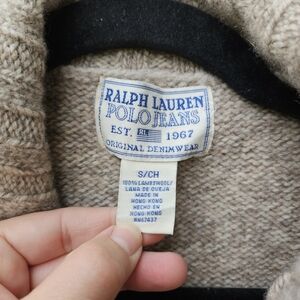 RALPH LAUREN
POLO JEANS
EST. RL 1967
ORIGINAL DENIMWEAR
S/CH
100% LAMBSWOOL/
LANA DE OVEJA
MADE IN
HONG KONG
HECHO EN
HONG KONG